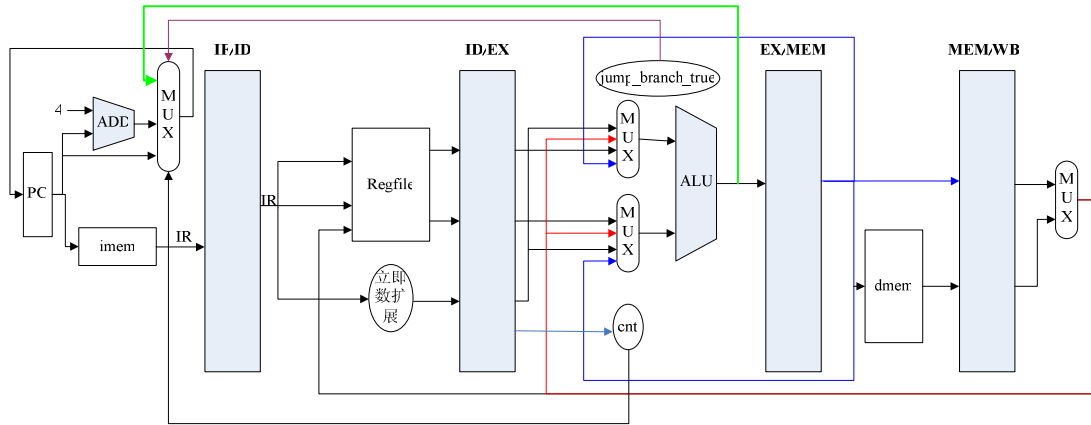 IF/ID
ID/EX
EX/MEM
MEM/WB
jump_branch_true
4
ADD
M
U
X
PC
imem
IR
IR
Regfile
立即
数扩
展
M
U
X
M
U
X
ALU
cnt
dmem
M
U
X